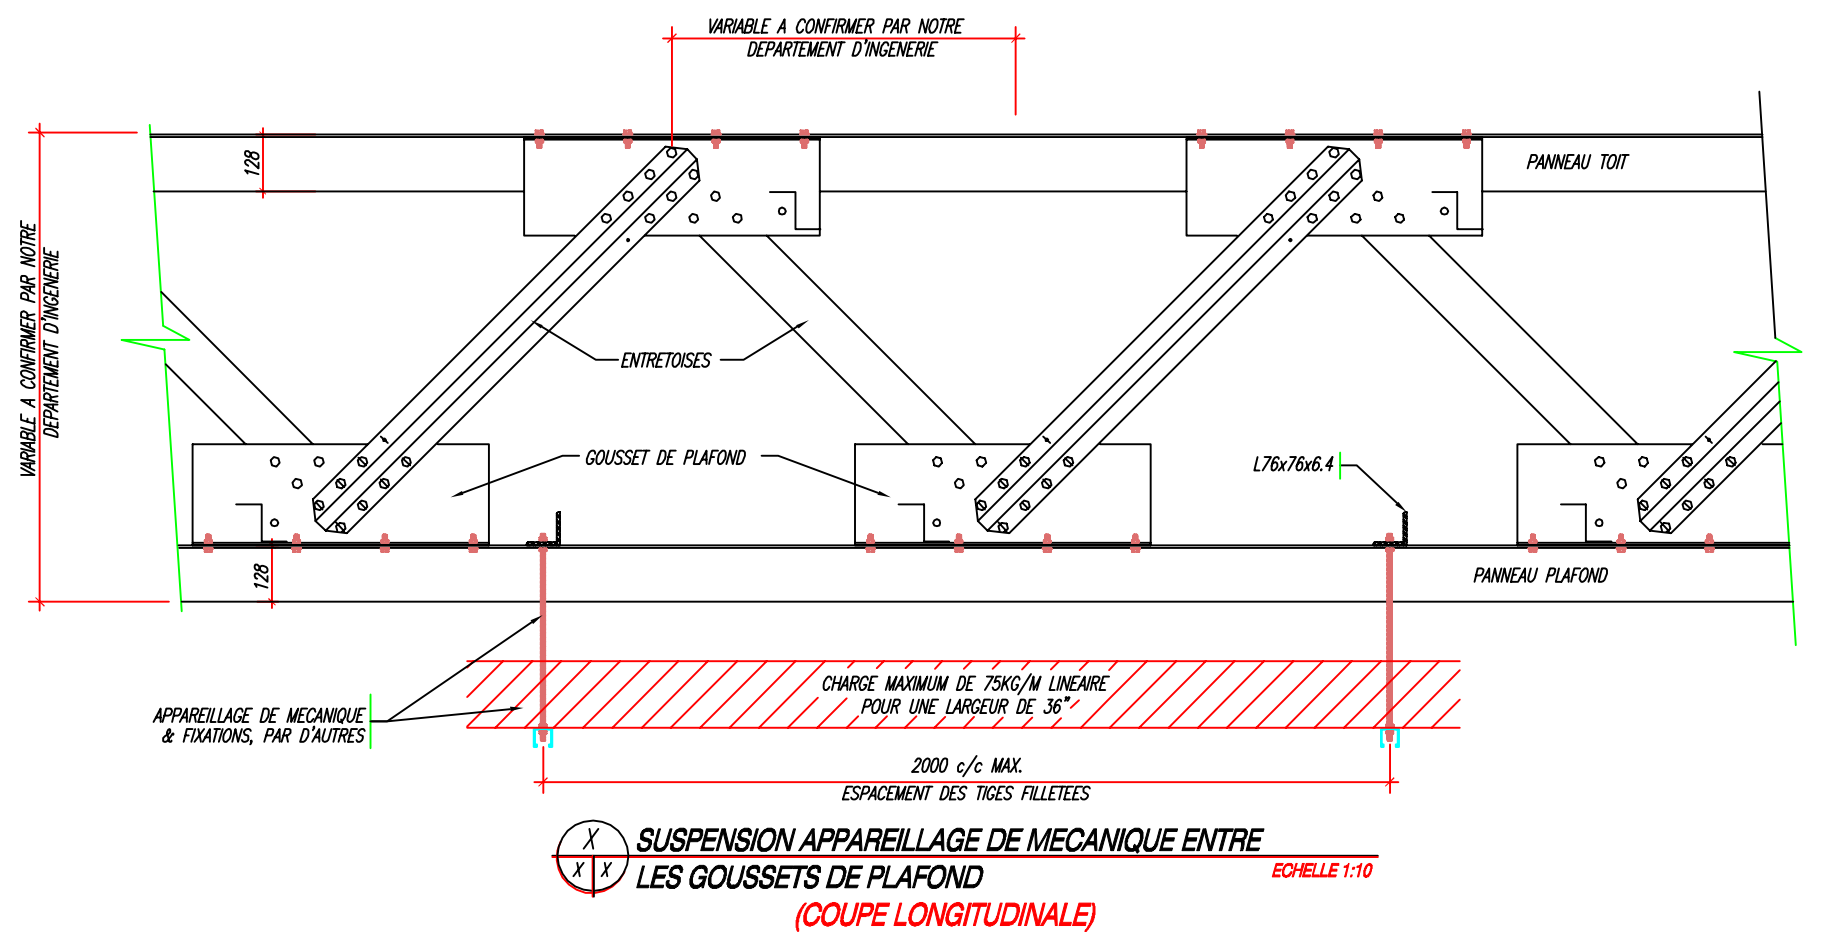 VARIABLE A CONFIRMER PAR NOTRE
DEPARTEMENT D'INGENERIE
128
PANNEAU TOIT
VARIABLE A CONFIRMER PAR NOTRE
DEPARTEMENT D'INGENERIE
ENTRETOISES
GOUSSET DE PLAFOND
L76x76x6.4
128
PANNEAU PLAFOND
CHARGE MAXIMUM DE 75KG/M LINEAIRE
POUR UNE LARGEUR DE 36"
APPAREILLAGE DE MECANIQUE
& FIXATIONS, PAR D'AUTRES
2000 c/c MAX.
ESPACEMENT DES TIGES FILLETEES
X
X X
SUSPENSION APPAREILLAGE DE MECANIQUE ENTRE
LES GOUSSETS DE PLAFOND
ECHELLE 1:10
(COUPE LONGITUDINALE)